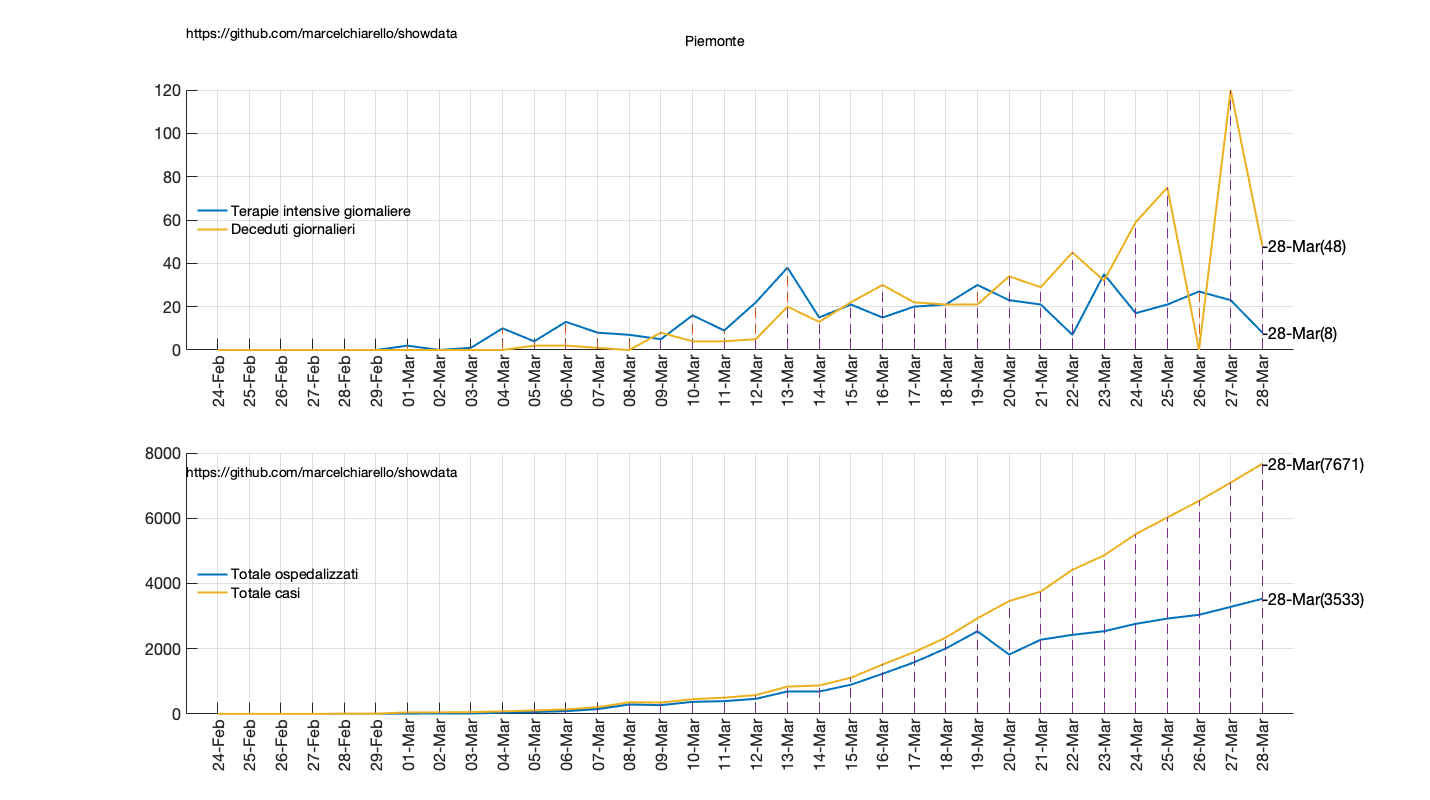 https://github.com/marcelchiarello/showdata
Piemonte
120
100
80
60
40
20
0
Terapie intensive giornaliere
Deceduti giornalieri
28-Mar(48)
28-Mar(8)
24-Feb
25-Feb
26-Feb
27-Feb
28-Feb
29-Feb
01-Mar
02-Mar
03-Mar
04-Mar
05-Mar
06-Mar
07-Mar
08-Mar
09-Mar
10-Mar
11-Mar
12-Mar
13-Mar
14-Mar
15-Mar
16-Mar
17-Mar
18-Mar
19-Mar
20-Mar
21-Mar
22-Mar
23-Mar
24-Mar
25-Mar
26-Mar
27-Mar
28-Mar
https://github.com/marcelchiarello/showdata
8000
6000
4000
2000
0
Totale ospedalizzati
Totale casi
28-Mar(7671)
28-Mar(3533)
24-Feb
25-Feb
26-Feb
27-Feb
28-Feb
29-Feb
01-Mar
02-Mar
03-Mar
04-Mar
05-Mar
06-Mar
07-Mar
08-Mar
09-Mar
10-Mar
11-Mar
12-Mar
13-Mar
14-Mar
15-Mar
16-Mar
17-Mar
18-Mar
19-Mar
20-Mar
21-Mar
22-Mar
23-Mar
24-Mar
25-Mar
26-Mar
27-Mar
28-Mar